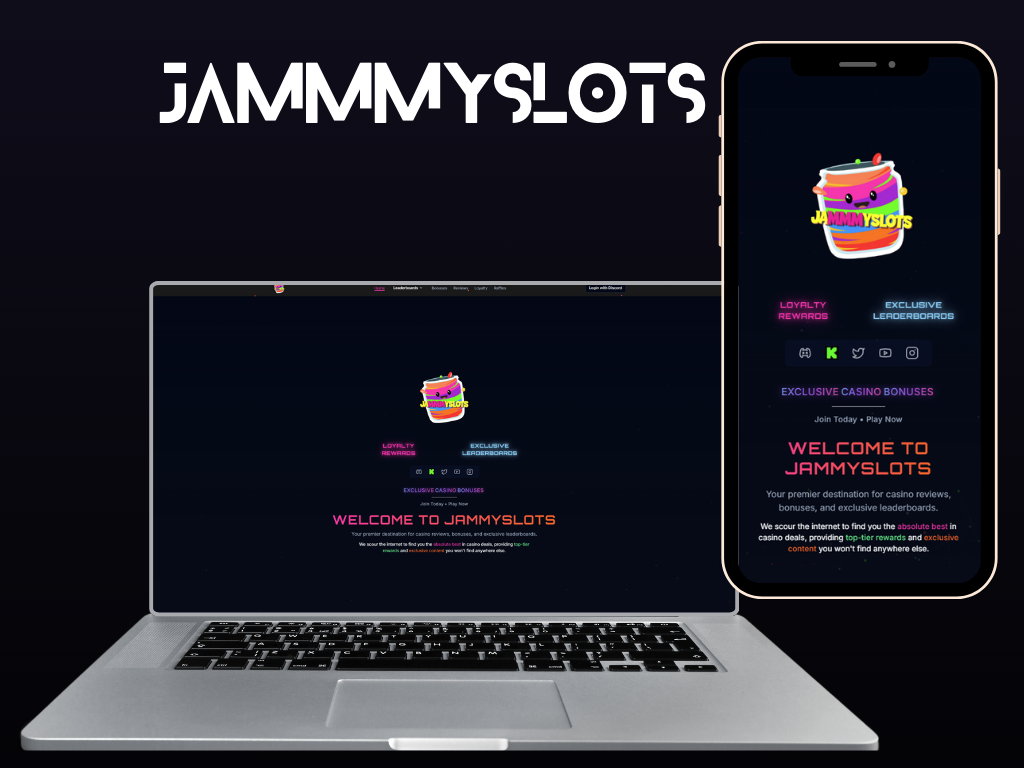 JAMMMYSLOTS
Home Leaderboards Bonuses Reviews Loyalty Raffles Login with Discord
JAMMMYSLOTS
LOYALTY EXCLUSIVE
REWARDS LEADERBOARDS
EXCLUSIVE CASINO BONUSES
Join Today • Play Now
WELCOME TO JAMMYSLOTS
Your premier destination for casino reviews, bonuses, and exclusive leaderboards.
We scour the internet to find you the absolute best in casino deals, providing top-tier
rewards and exclusive content you won't find anywhere else.
JAMMMYSLOTS
LOYALTY EXCLUSIVE
REWARDS LEADERBOARDS
EXCLUSIVE CASINO BONUSES
Join Today • Play Now
WELCOME TO
JAMMYSLOTS
Your premier destination for casino reviews,
bonuses, and exclusive leaderboards.
We scour the internet to find you the absolute best in
casino deals, providing top-tier rewards and exclusive
content you won't find anywhere else.